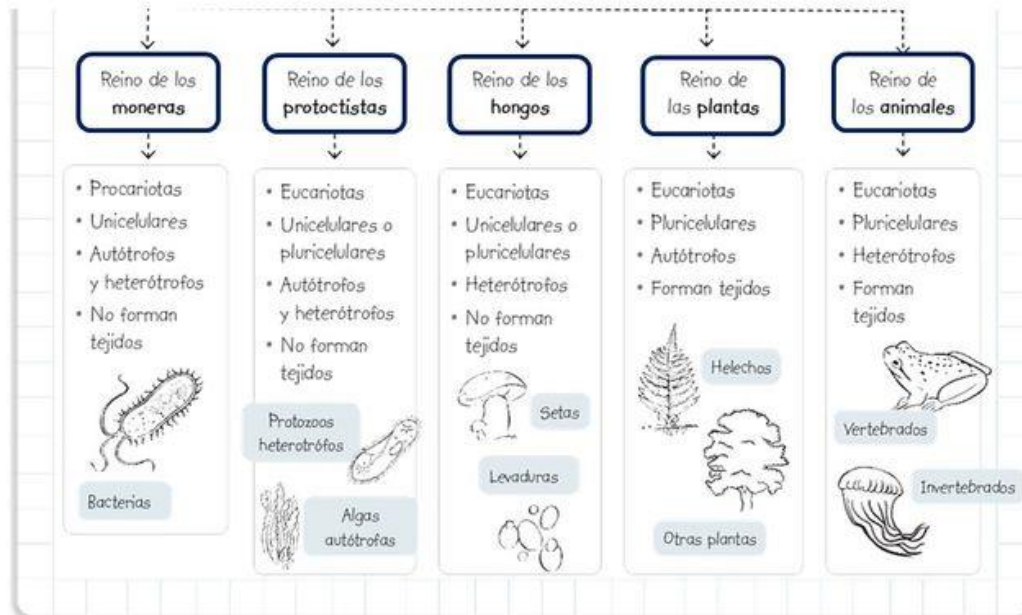 Reino de los
moneras
Reino de los
protoctistas
Reino de los
hongos
Reino de
las plantas
Reino de
los animales
• Procariotas
• Unicelulares
• Autótrofos
y heterótrofos
• No forman
tejidos
Bacterias
• Eucariotas
• Unicelulares o
pluricelulares
• Autótrofos
y heterótrofos
• No forman
tejidos
Protozoos
heterotrófos
Algas
autótrofas
• Eucariotas
• Unicelulares o
pluricelulares
• Heterótrofos
• No forman
tejidos
Setas
Levaduras
• Eucariotas
• Pluricelulares
• Autótrofos
• Forman tejidos
Helechos
Otras plantas
• Eucariotas
• Pluricelulares
• Heterótrofos
• Forman
tejidos
Vertebrados
Invertebrados